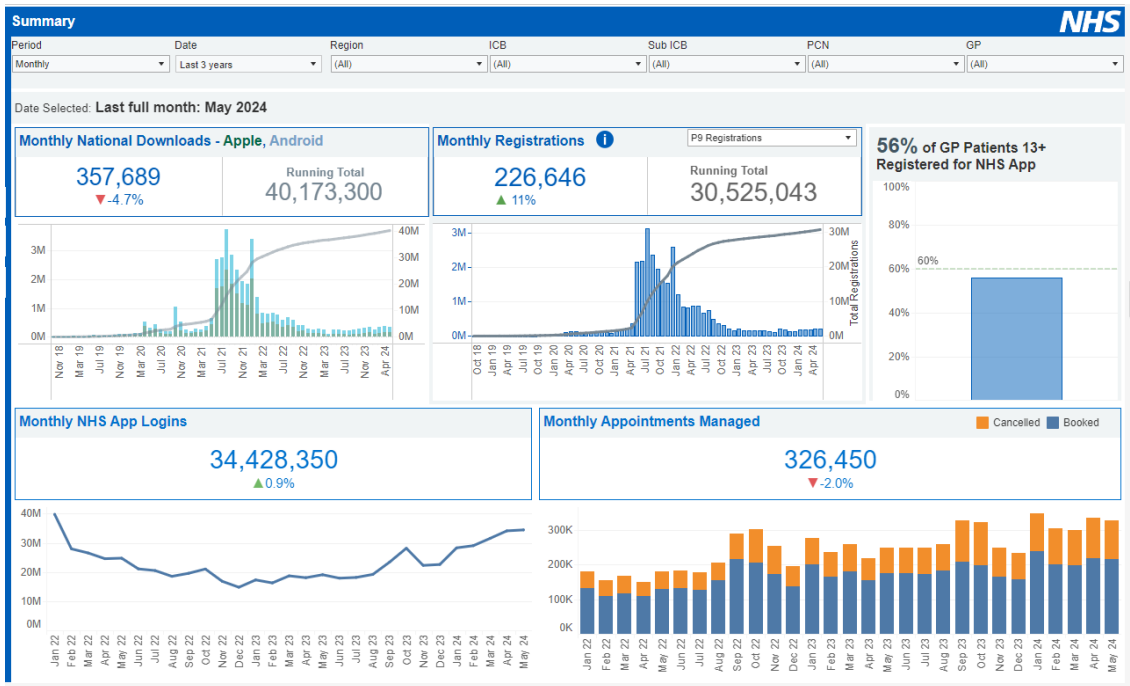 Summary
NHS
Period Date Region ICB Sub ICB PCN GP
Monthly Last 3 years (All) (All) (All) (All) (All)
Date Selected: Last full month: May 2024
Monthly National Downloads - Apple, Android
357,689
-4.7%
Running Total
40,173,300
3M
2M
1M
0M
40M
30M
20M
10M
0M
Nov 18 Mar 19 Jul 19 Nov 19 Mar 20 Jul 20 Nov 20 Mar 21 Jul 21 Nov 21 Mar 22 Jul 22 Nov 22 Mar 23 Jul 23 Nov 23 Apr 24
Monthly Registrations i
P9 Registrations
226,646
11%
Running Total
30,525,043
3M
2M
1M
0M
30M
20M
10M
0M
Total Registrations
Oct 18 Jan 19 Apr 19 Jul 19 Oct 19 Jan 20 Apr 20 Jul 20 Oct 20 Jan 21 Apr 21 Jul 21 Oct 21 Jan 22 Apr 22 Jul 22 Oct 22 Jan 23 Apr 23 Jul 23 Oct 23 Jan 24 Apr 24
56% of GP Patients 13+
Registered for NHS App
100%
80%
60%
40%
20%
0%
60%
Monthly NHS App Logins
34,428,350
0.9%
40M
30M
20M
10M
0M
Jan 22 Feb 22 Mar 22 Apr 22 May 22 Jun 22 Jul 22 Aug 22 Sep 22 Oct 22 Nov 22 Dec 22 Jan 23 Feb 23 Mar 23 Apr 23 May 23 Jun 23 Jul 23 Aug 23 Sep 23 Oct 23 Nov 23 Dec 23 Jan 24 Feb 24 Mar 24 Apr 24 May 24
Monthly Appointments Managed
Cancelled Booked
326,450
-2.0%
300K
200K
100K
0K
Jan 22 Feb 22 Mar 22 Apr 22 May 22 Jun 22 Jul 22 Aug 22 Sep 22 Oct 22 Nov 22 Dec 22 Jan 23 Feb 23 Mar 23 Apr 23 May 23 Jun 23 Jul 23 Aug 23 Sep 23 Oct 23 Nov 23 Dec 23 Jan 24 Feb 24 Mar 24 Apr 24 May 24